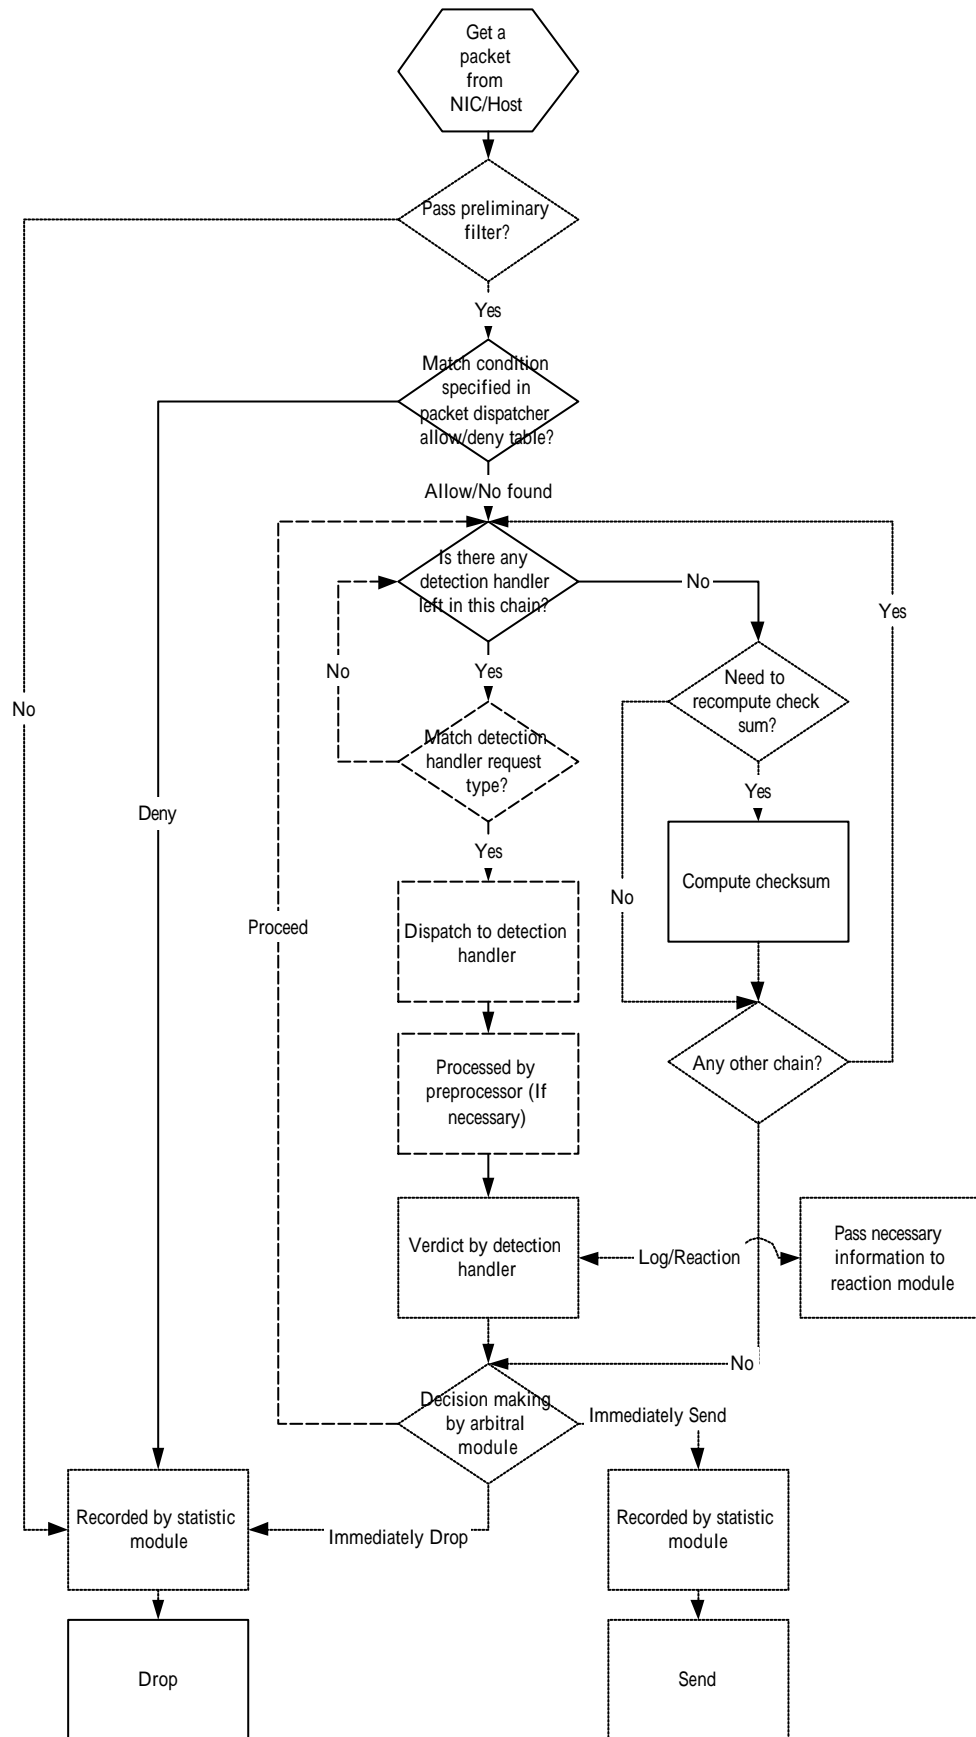 Get a
packet
from
NIC/Host
Pass preliminary
filter?
Yes
Match condition
specified in
packet dispatcher
allow/deny table?
Allow/No found
Is there any
detection handler
left in this chain?
No
Yes
Yes
No
Need to
recompute check
sum?
No
Match detection
handler request
type?
Yes
Deny
Yes
Compute checksum
No
Proceed
Dispatch to detection
handler
Any other chain?
Processed by
preprocessor (If
necessary)
Verdict by detection
handler
Log/Reaction
Pass necessary
information to
reaction module
No
Decision making
by arbitral
module
Immediately Send
Recorded by statistic
module
Immediately Drop
Recorded by statistic
module
Drop
Send